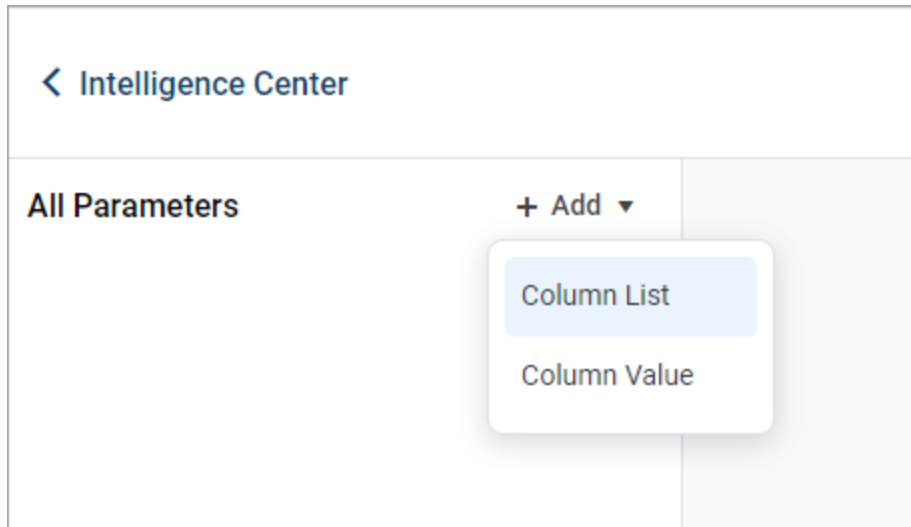 Intelligence Center
All Parameters
+ Add
Column List
Column Value